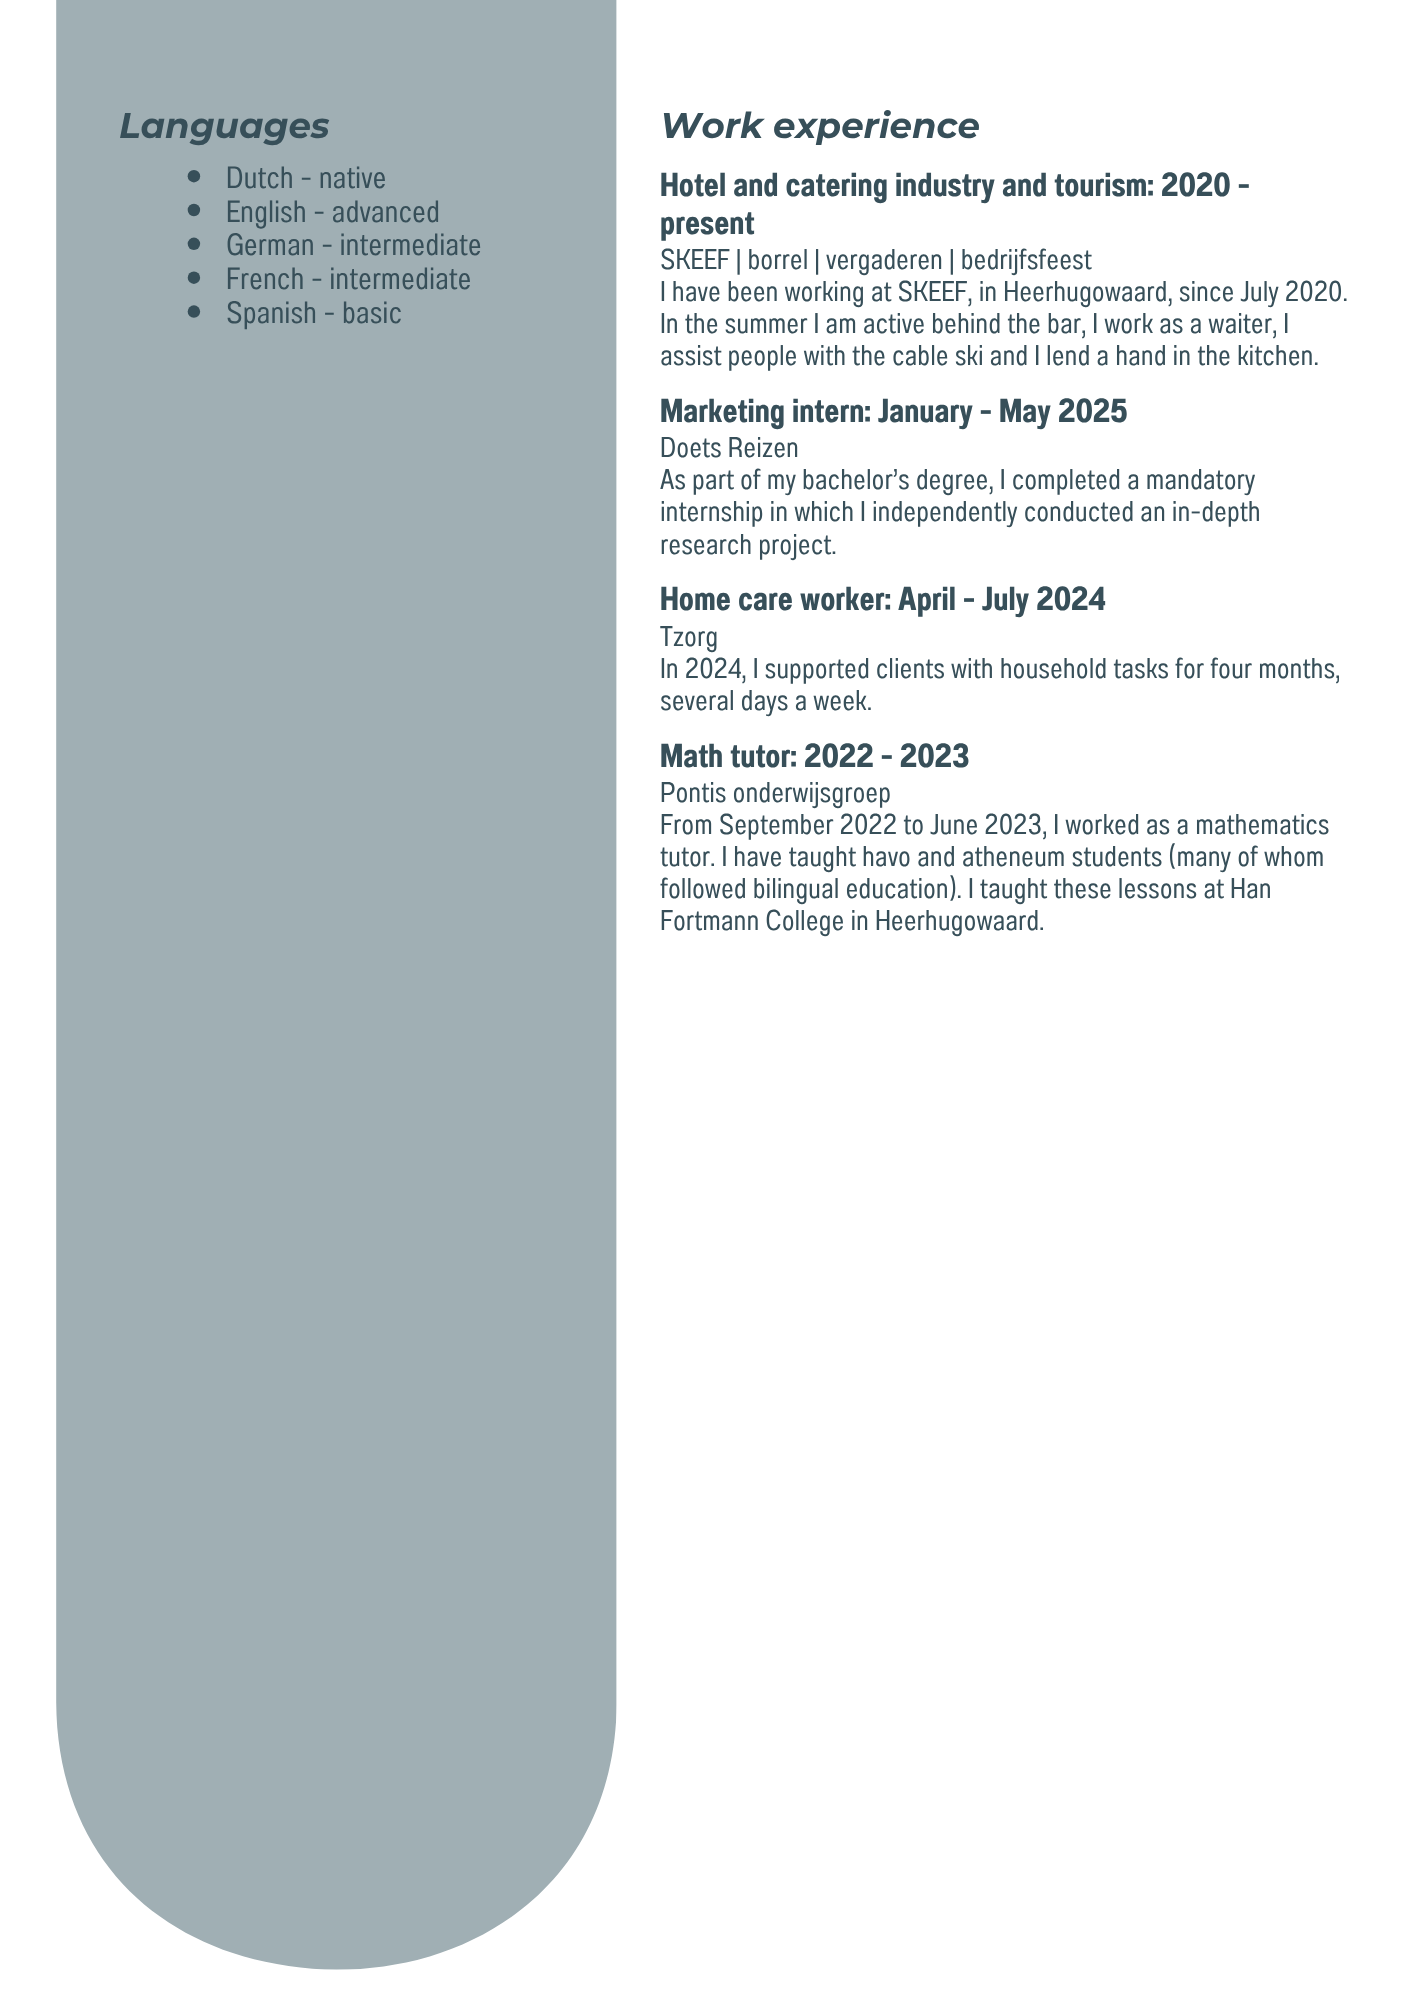 Languages
Dutch - native
English - advanced
German - intermediate
French - intermediate
Spanish - basic
Work experience
Hotel and catering industry and tourism: 2020 -
present
SKEEF | borrel | vergaderen | bedrijfsfeest
I have been working at SKEEF, in Heerhugowaard, since July 2020.
In the summer I am active behind the bar, I work as a waiter, I
assist people with the cable ski and I lend a hand in the kitchen.
Marketing intern: January - May 2025
Doets Reizen
As part of my bachelor’s degree, I completed a mandatory
internship in which I independently conducted an in-depth
research project.
Home care worker: April - July 2024
Tzorg
In 2024, I supported clients with household tasks for four months,
several days a week.
Math tutor: 2022 - 2023
Pontis onderwijsgroep
From September 2022 to June 2023, I worked as a mathematics
tutor. I have taught havo and atheneum students (many of whom
followed bilingual education). I taught these lessons at Han
Fortmann College in Heerhugowaard.